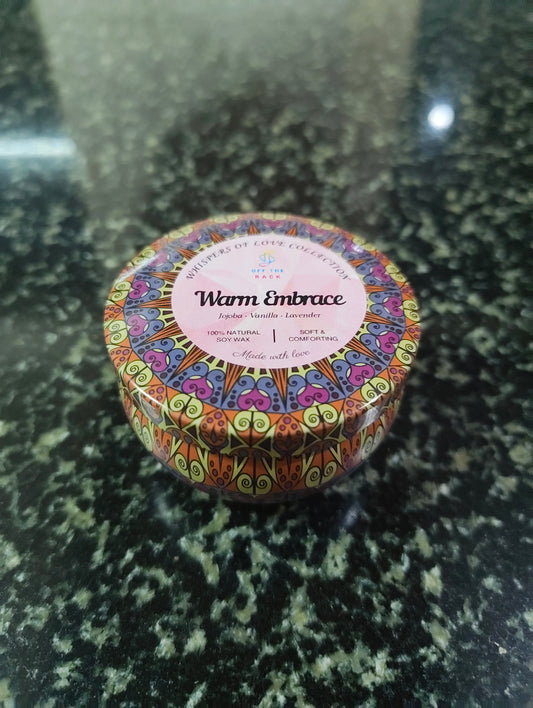 WHISPERS OF LOVE COLLECTION
OFF THE
RACK
Warm Embrace
Jojoba - Vanilla - Lavender
100% NATURAL
SOY WAX
SOFT &
COMFORTING
Made with love